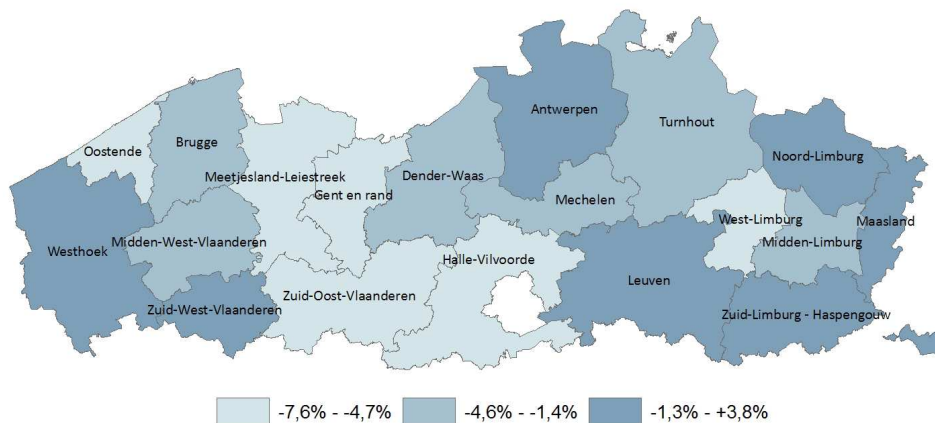 Antwerpen
Turnhout
Oostende
Brugge
Noord-Limburg
Meetjesland-Leiestreek
Dender-Waas
Gent en rand
Mechelen
West-Limburg
Maasland
Westhoek
Midden-West-Vlaanderen
Midden-Limburg
Halle-Vilvoorde
Leuven
Zuid-Oost-Vlaanderen
Zuid-West-Vlaanderen
Zuid-Limburg - Haspengouw
-7,6% - -4,7%
-4,6% - -1,4%
-1,3% - +3,8%